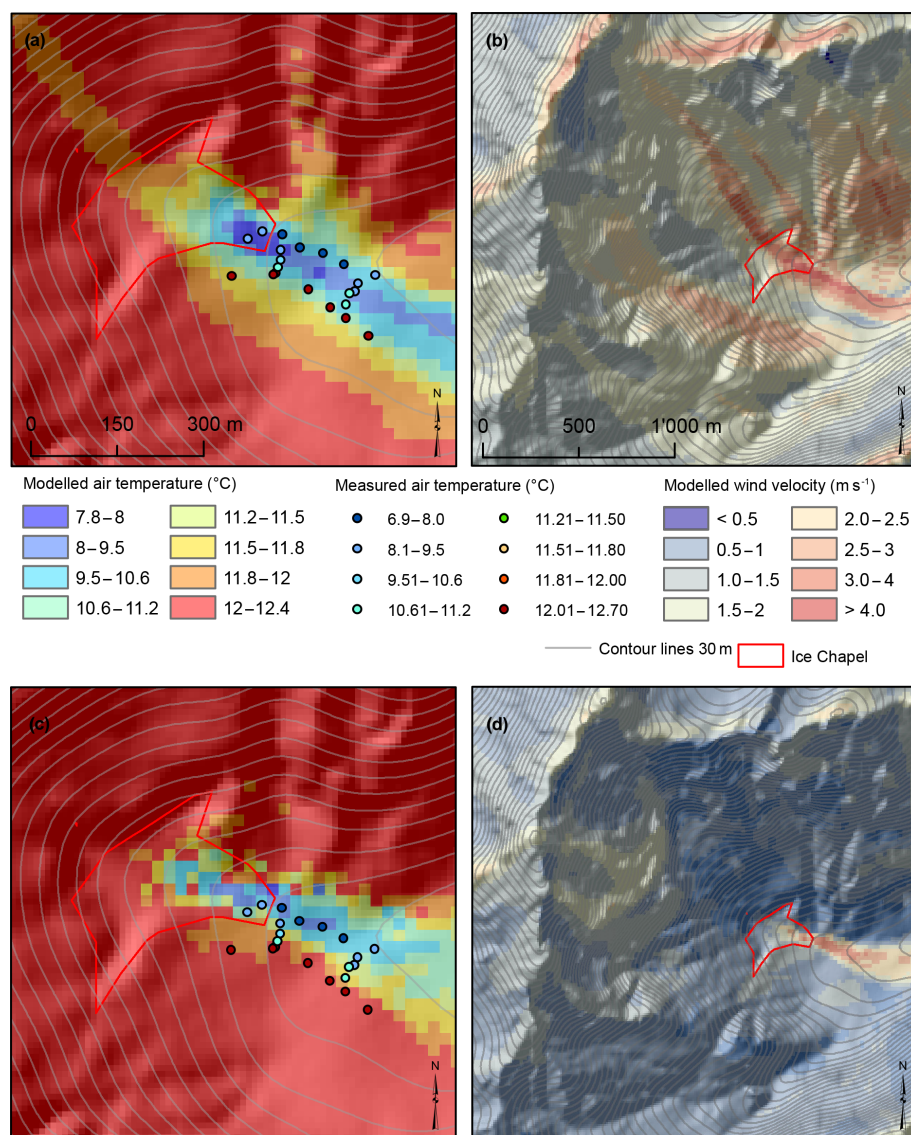 (a)
(b)
N
N
0 150 300 m
0 500 1'000 m
Modelled air temperature (°C)
7.8–8
8–9.5
9.5–10.6
10.6–11.2
11.2–11.5
11.5–11.8
11.8–12
12–12.4
Measured air temperature (°C)
6.9–8.0
8.1–9.5
9.51–10.6
10.61–11.2
11.21–11.50
11.51–11.80
11.81–12.00
12.01–12.70
Modelled wind velocity (m s⁻¹)
< 0.5
0.5–1
1.0–1.5
1.5–2
2.0–2.5
2.5–3
3.0–4
> 4.0
Contour lines 30 m
Ice Chapel
(c)
(d)
N
N